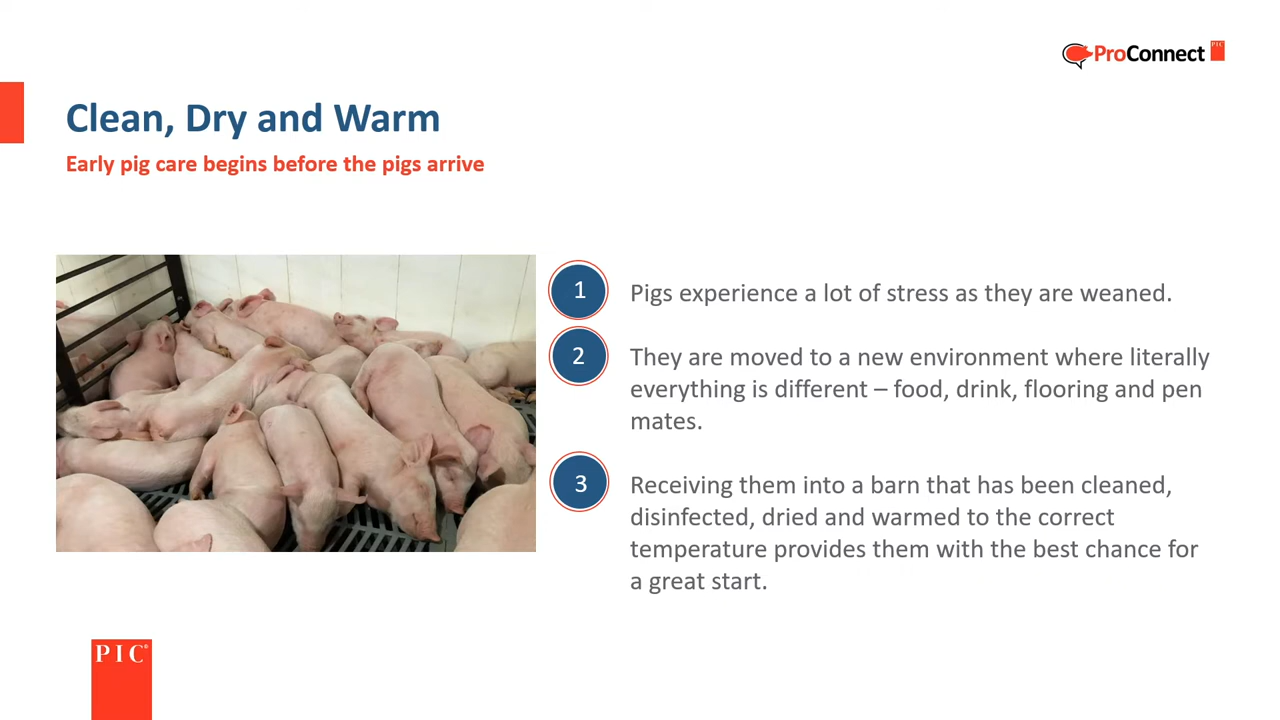 ProConnect PIC
Clean, Dry and Warm
Early pig care begins before the pigs arrive
1
Pigs experience a lot of stress as they are weaned.
2
They are moved to a new environment where literally
everything is different – food, drink, flooring and pen
mates.
3
Receiving them into a barn that has been cleaned,
disinfected, dried and warmed to the correct
temperature provides them with the best chance for
a great start.
PIC®